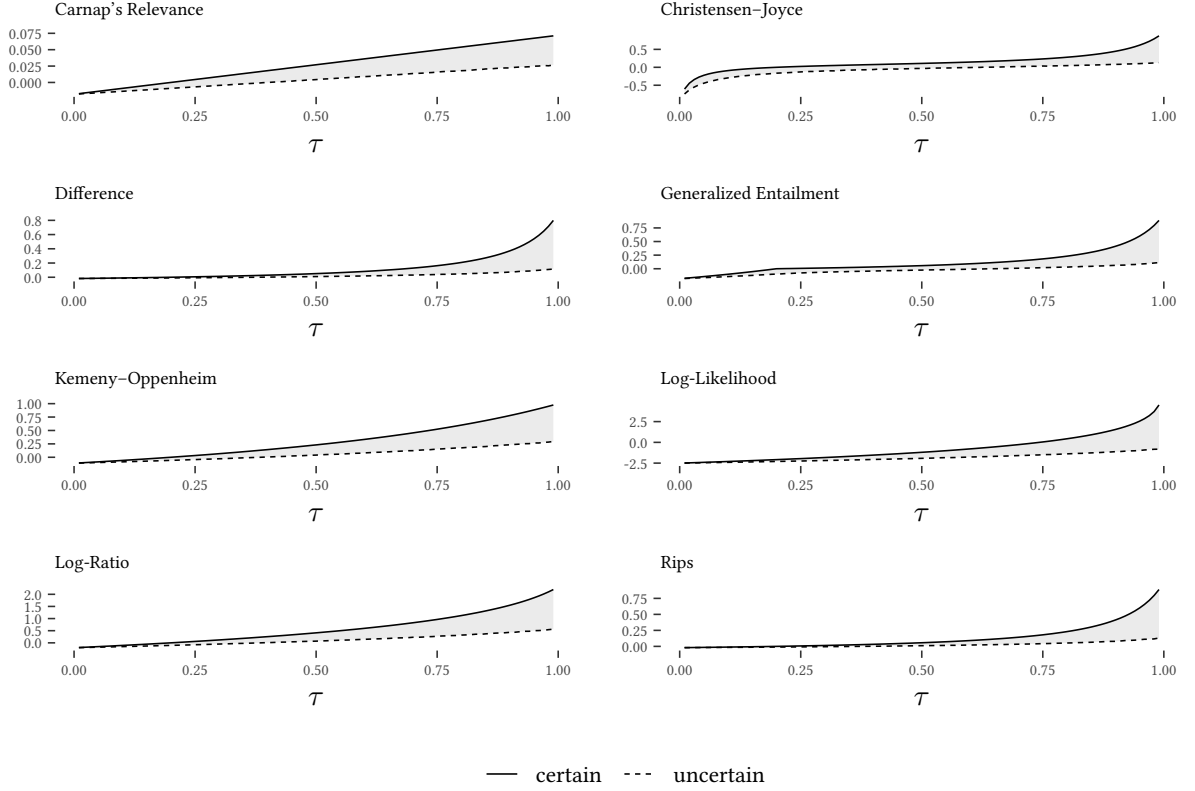 Carnap's Relevance
0.075
0.050
0.025
0.000
0.00 0.25 0.50 0.75 1.00
τ
Christensen–Joyce
0.5
0.0
-0.5
0.00 0.25 0.50 0.75 1.00
τ
Difference
0.8
0.6
0.4
0.2
0.0
0.00 0.25 0.50 0.75 1.00
τ
Generalized Entailment
0.75
0.50
0.25
0.00
0.00 0.25 0.50 0.75 1.00
τ
Kemeny–Oppenheim
1.00
0.75
0.50
0.25
0.00
0.00 0.25 0.50 0.75 1.00
τ
Log-Likelihood
2.5
0.0
-2.5
0.00 0.25 0.50 0.75 1.00
τ
Log-Ratio
2.0
1.5
1.0
0.5
0.0
0.00 0.25 0.50 0.75 1.00
τ
Rips
0.75
0.50
0.25
0.00
0.00 0.25 0.50 0.75 1.00
τ
certain uncertain